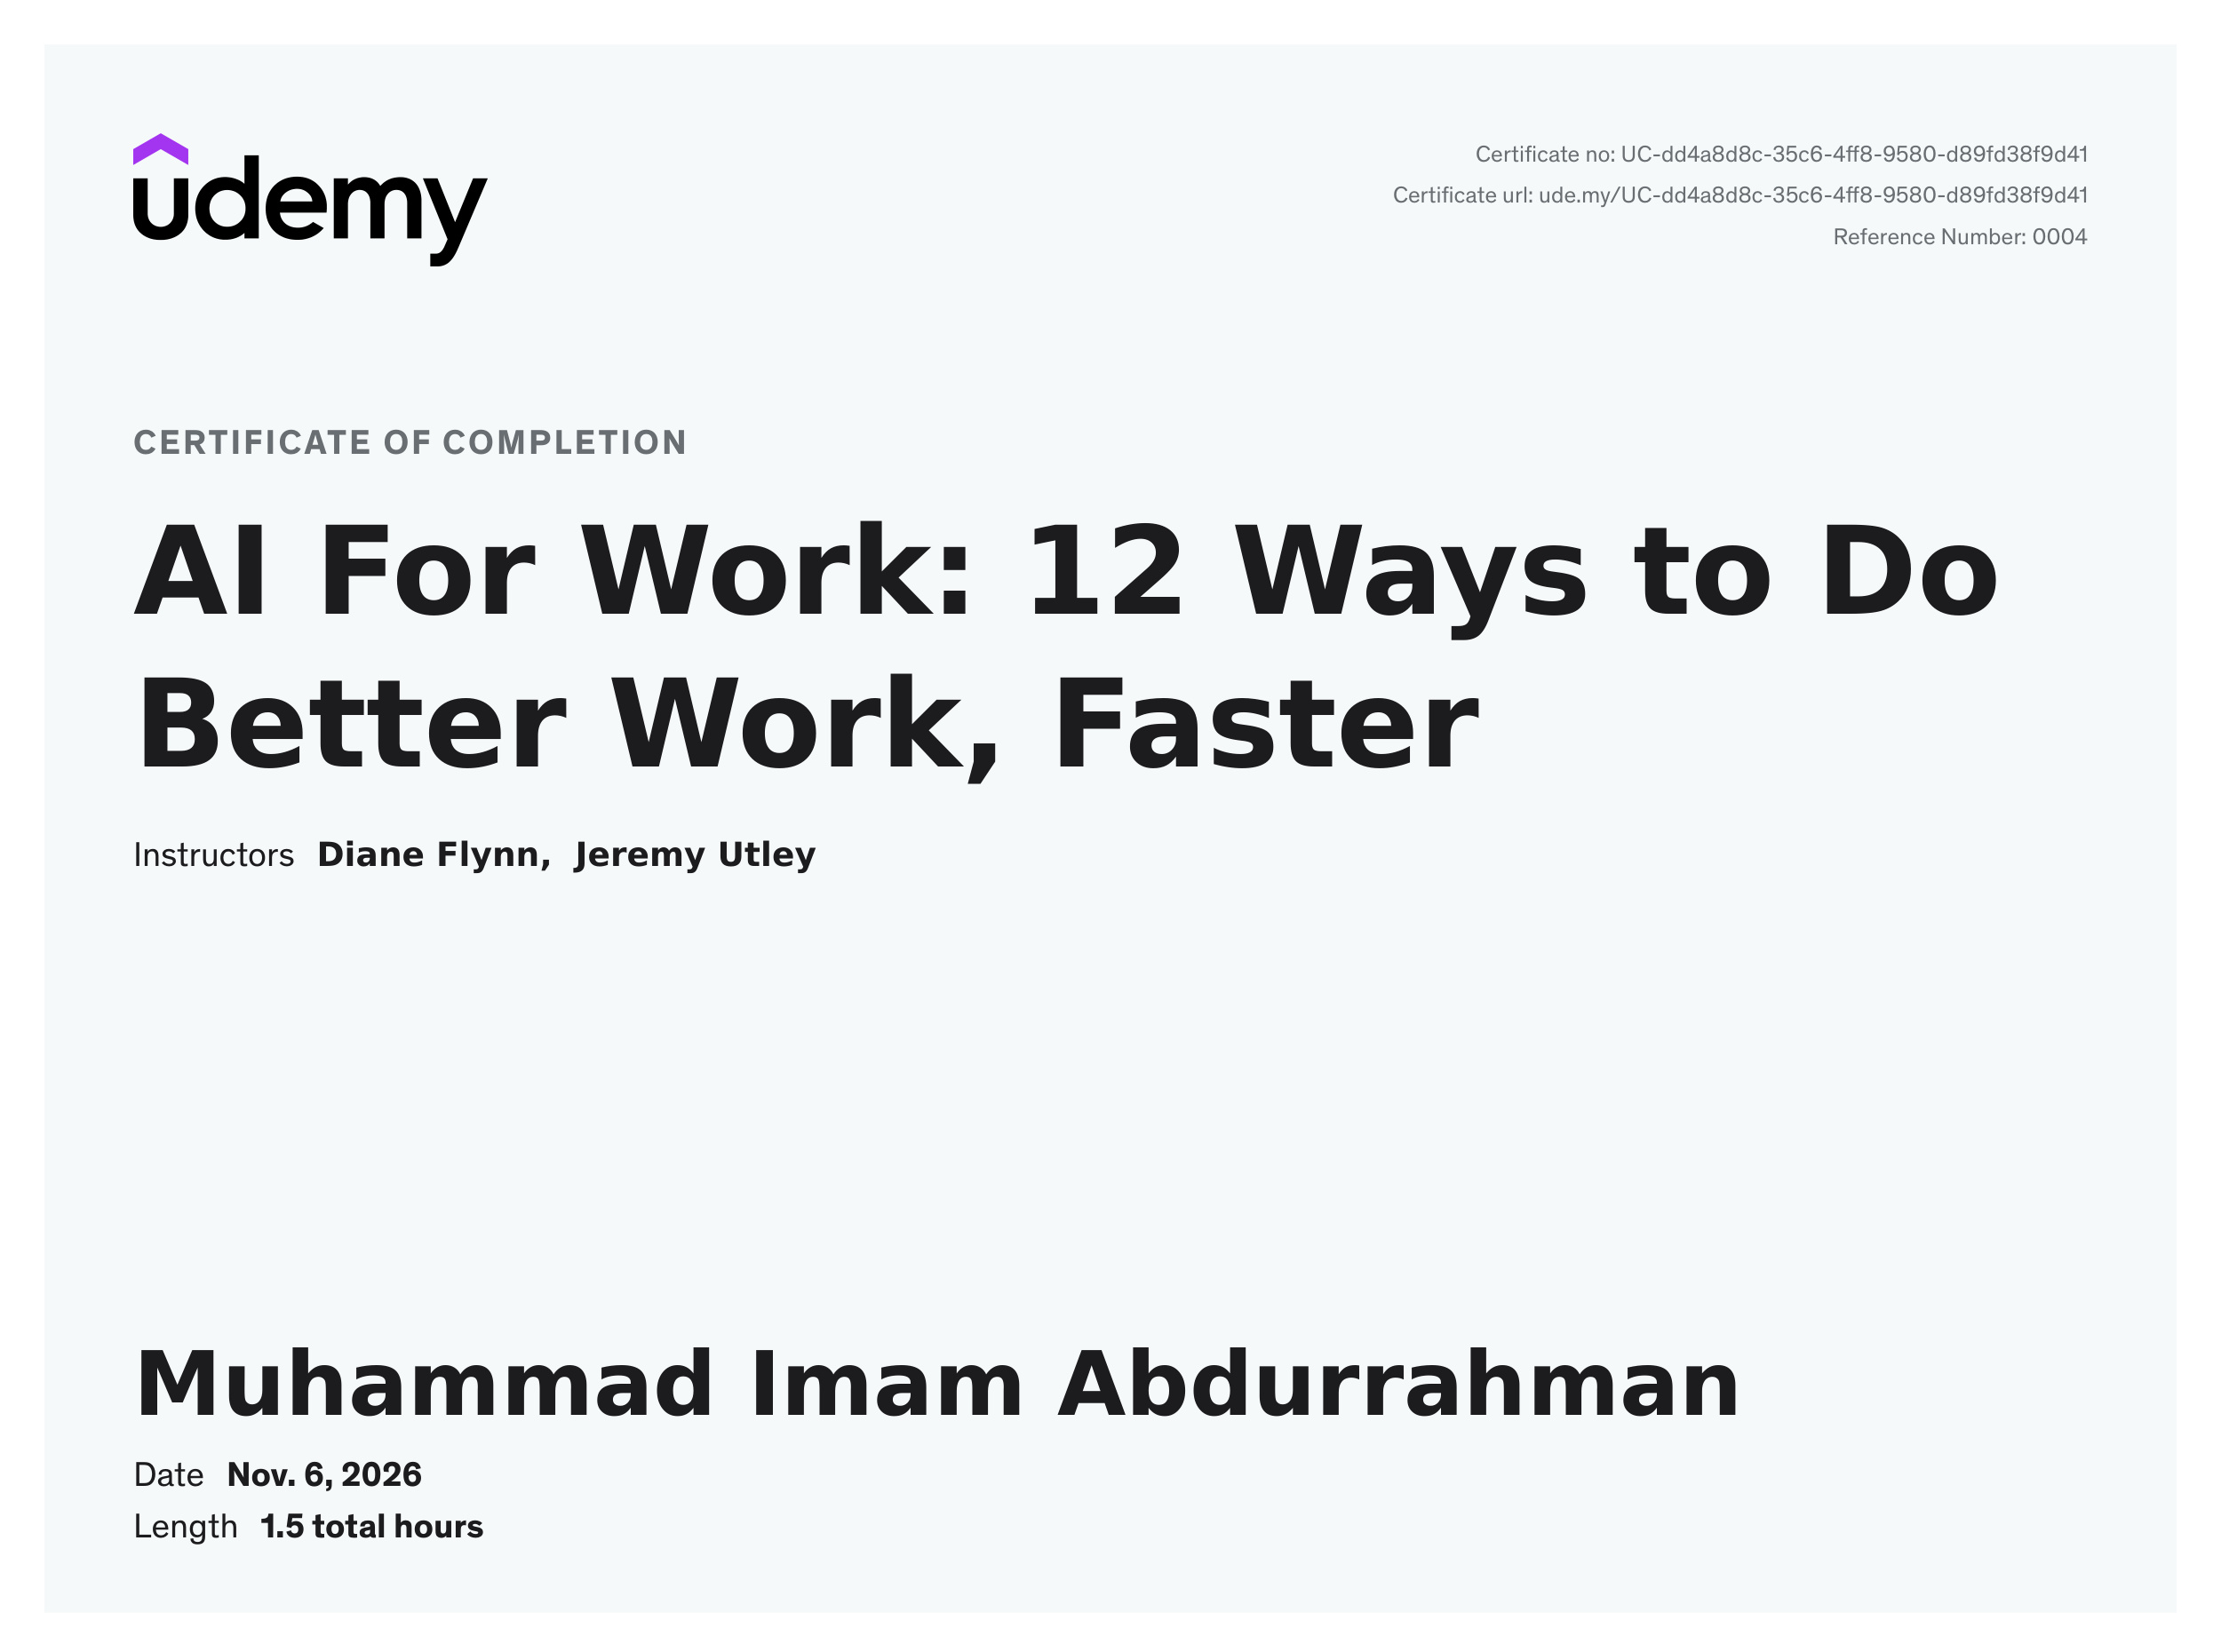 udemy
Certificate no: UC-dd4a8d8c-35c6-4ff8-9580-d89fd38f9d41
Certificate url: ude.my/UC-dd4a8d8c-35c6-4ff8-9580-d89fd38f9d41
Reference Number: 0004
CERTIFICATE OF COMPLETION
AI For Work: 12 Ways to Do
Better Work, Faster
Instructors Diane Flynn, Jeremy Utley
Muhammad Imam Abdurrahman
Date Nov. 6, 2026
Length 1.5 total hours